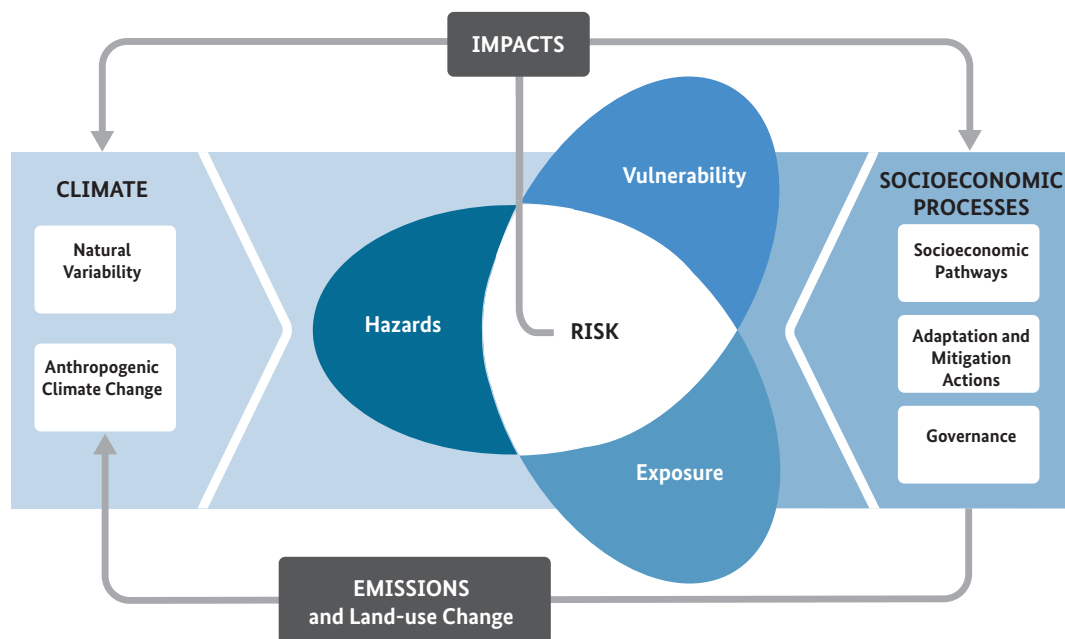 IMPACTS
CLIMATE
Natural
Variability
Anthropogenic
Climate Change
Hazards
Vulnerability
RISK
Exposure
SOCIOECONOMIC
PROCESSES
Socioeconomic
Pathways
Adaptation and
Mitigation
Actions
Governance
EMISSIONS
and Land-use Change